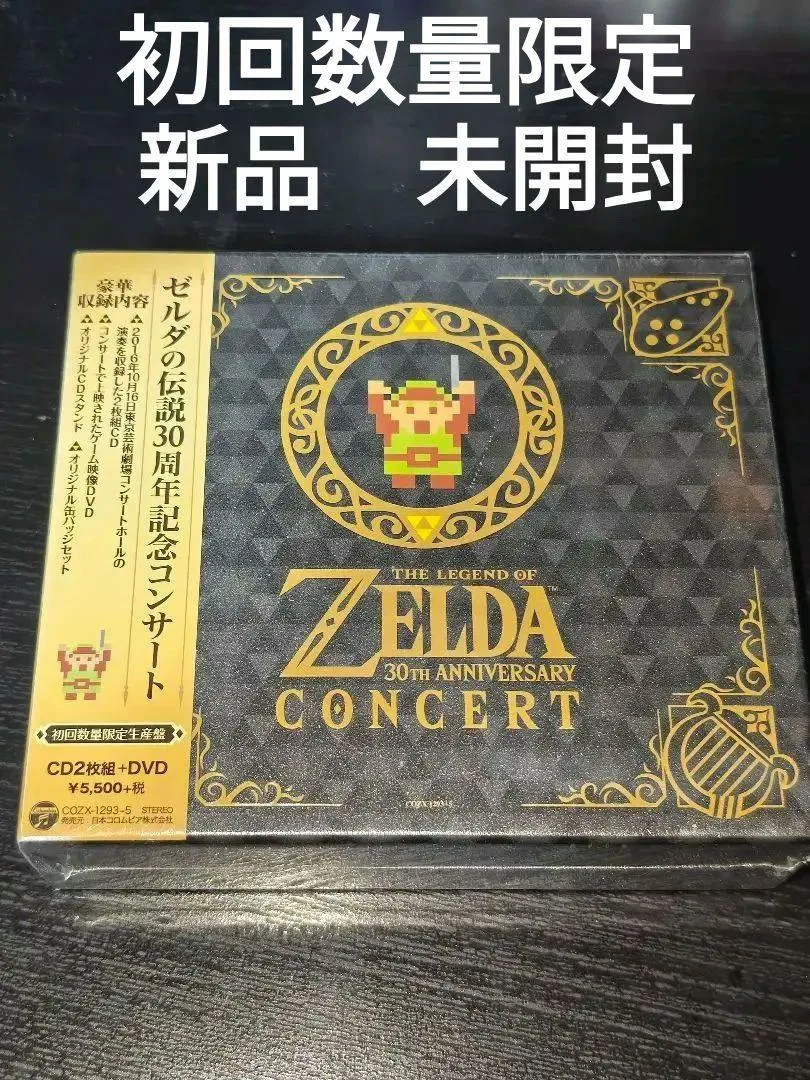 初回数量限定
新品　未開封
ゼルダの伝説30周年記念コンサート
豪華
収録内容
2016年10月16日東京芸術劇場コンサートホールの
演奏を収録した2枚組CD
コンサートで上映されたゲーム映像DVD
オリジナルCDスタンド
オリジナル缶バッジセット
初回数量限定生産盤
CD2枚組+DVD
¥5,500+税
COZX-1293-5 STEREO
発売元：日本コロムビア株式会社
THE LEGEND OF
ZELDA™
30TH ANNIVERSARY
CONCERT